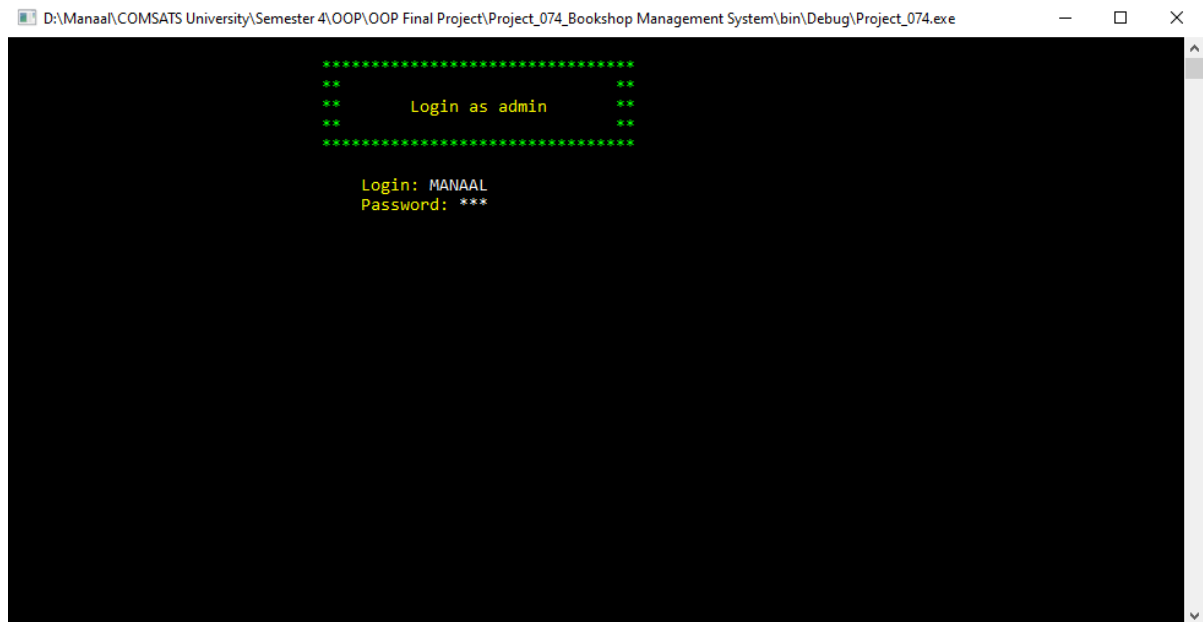 D:\Manaal\COMSATS University\Semester 4\OOP\OOP Final Project\Project_074_Bookshop Management System\bin\Debug\Project_074.exe
********************************
** **
** Login as admin **
** **
********************************
Login: MANAAL
Password: ***